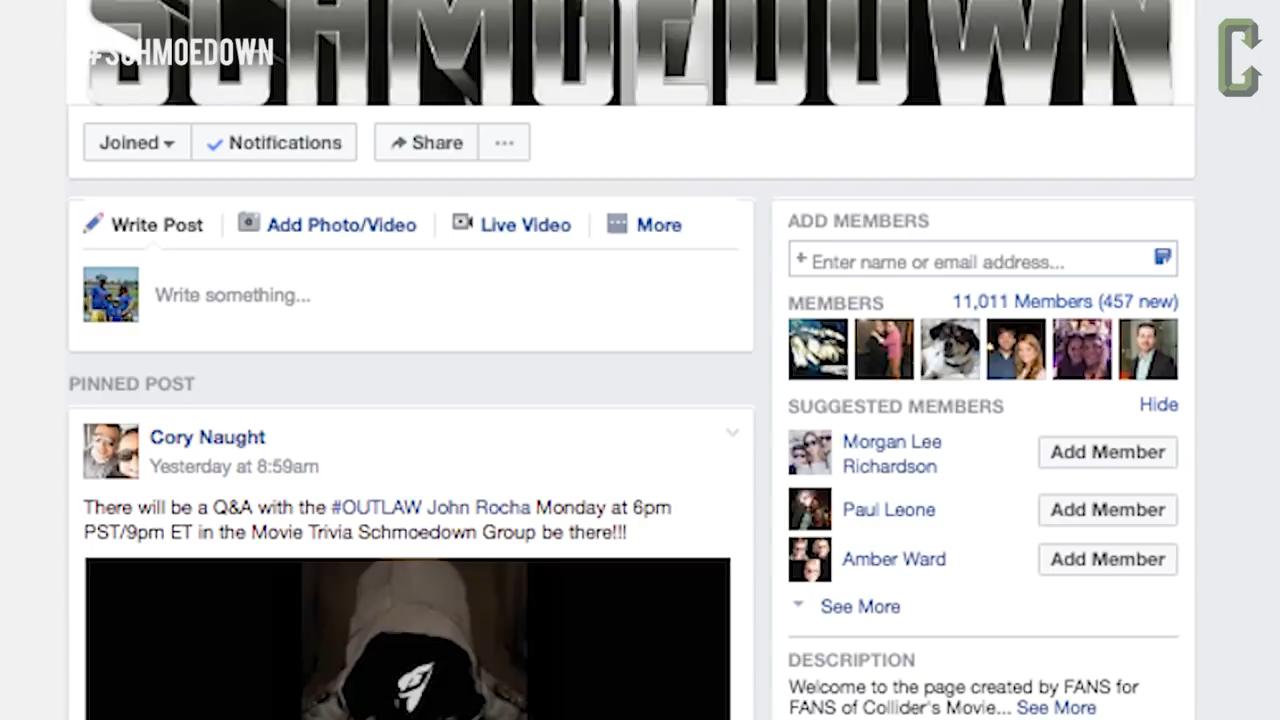 SCHMOEDOWN
#SCHMOEDOWN
Joined
Notifications
Share
Write Post
Add Photo/Video
Live Video
More
Write something...
PINNED POST
Cory Naught
Yesterday at 8:59am
There will be a Q&A with the #OUTLAW John Rocha Monday at 6pm
PST/9pm ET in the Movie Trivia Schmoedown Group be there!!!
ADD MEMBERS
+ Enter name or email address...
MEMBERS
11,011 Members (457 new)
SUGGESTED MEMBERS
Hide
Morgan Lee
Richardson
Add Member
Paul Leone
Add Member
Amber Ward
Add Member
See More
DESCRIPTION
Welcome to the page created by FANS for
FANS of Collider's Movie... See More